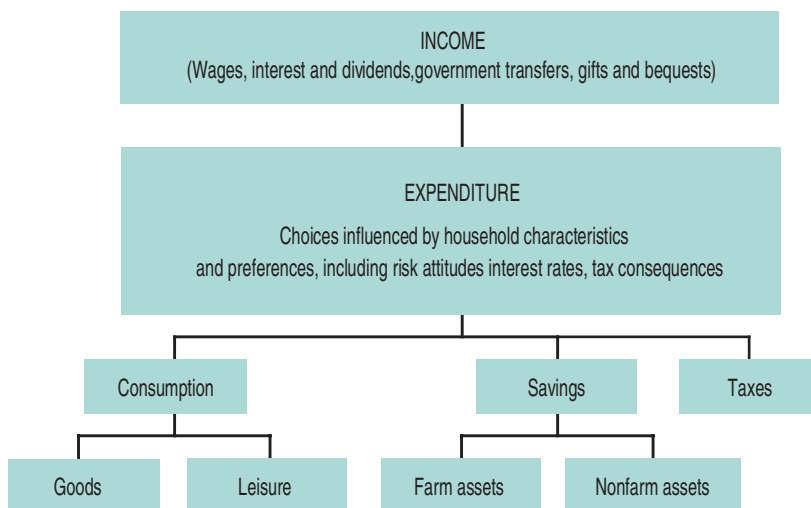 INCOME
(Wages, interest and dividends,government transfers, gifts and bequests)
EXPENDITURE
Choices influenced by household characteristics
and preferences, including risk attitudes interest rates, tax consequences
Consumption
Savings
Taxes
Goods
Leisure
Farm assets
Nonfarm assets